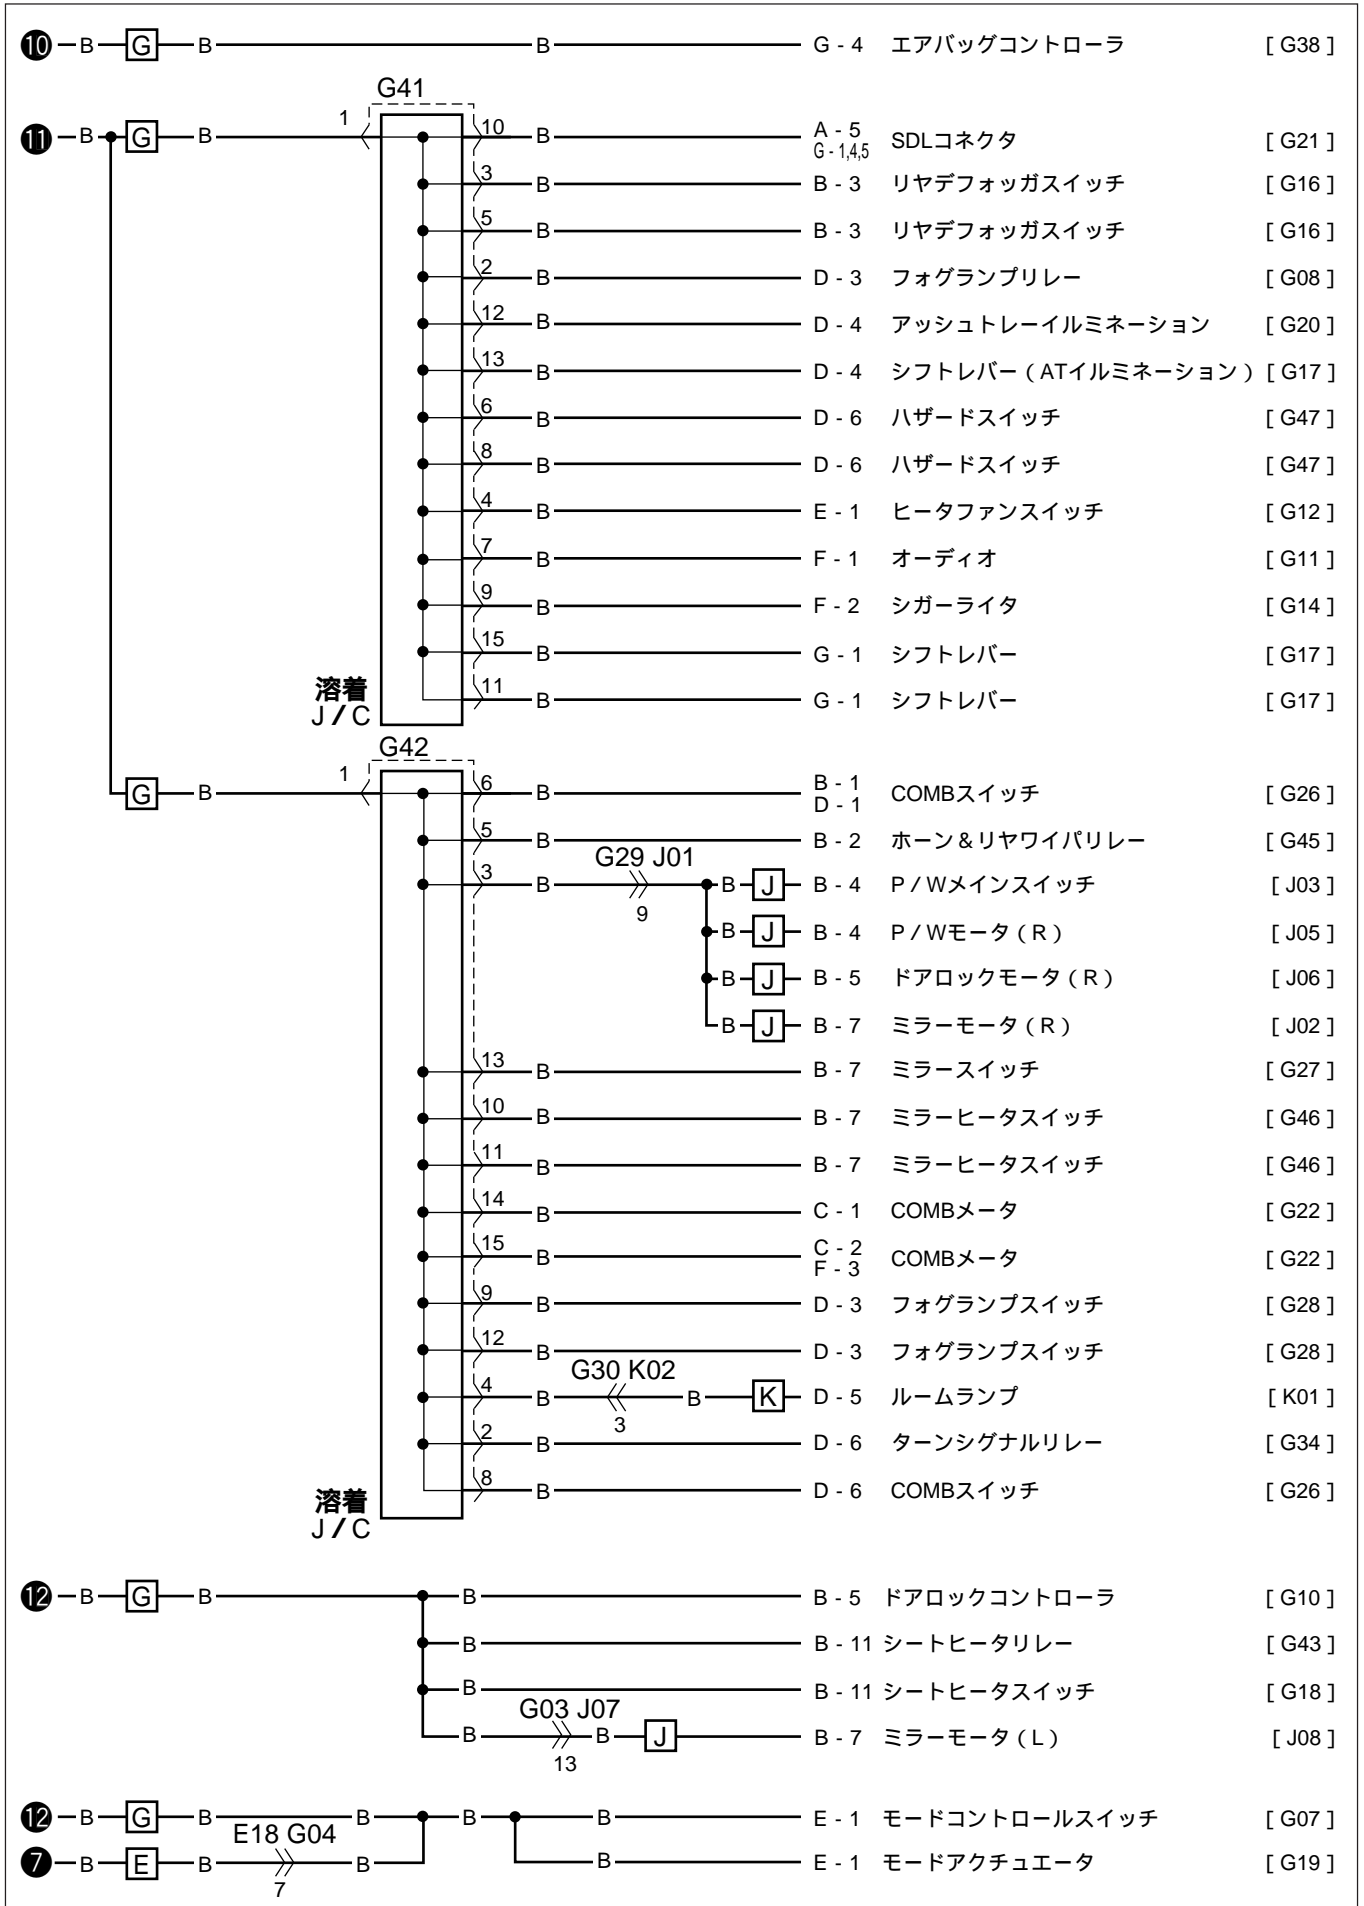 ⑩ B G B B G - 4 エアバッグコントローラ [ G38 ]
G41
⑪ B G B 1 10 B A - 5 G - 1,4,5 SDLコネクタ [ G21 ]
3 B B - 3 リヤデフォッガスイッチ [ G16 ]
5 B B - 3 リヤデフォッガスイッチ [ G16 ]
2 B D - 3 フォグランプリレー [ G08 ]
12 B D - 4 アッシュトレーイルミネーション [ G20 ]
13 B D - 4 シフトレバー（ATイルミネーション）[ G17 ]
6 B D - 6 ハザードスイッチ [ G47 ]
8 B D - 6 ハザードスイッチ [ G47 ]
4 B E - 1 ヒータファンスイッチ [ G12 ]
7 B F - 1 オーディオ [ G11 ]
9 B F - 2 シガーライタ [ G14 ]
15 B G - 1 シフトレバー [ G17 ]
11 B G - 1 シフトレバー [ G17 ]
溶着
J／C
G42
G B 1 6 B B - 1 D - 1 COMBスイッチ [ G26 ]
5 B B - 2 ホーン＆リヤワイパリレー [ G45 ]
G29 J01
3 B 9 B J B - 4 P／Wメインスイッチ [ J03 ]
B J B - 4 P／Wモータ（R） [ J05 ]
B J B - 5 ドアロックモータ（R） [ J06 ]
B J B - 7 ミラーモータ（R） [ J02 ]
13 B B - 7 ミラースイッチ [ G27 ]
10 B B - 7 ミラーヒータスイッチ [ G46 ]
11 B B - 7 ミラーヒータスイッチ [ G46 ]
14 B C - 1 COMBメータ [ G22 ]
15 B C - 2 F - 3 COMBメータ [ G22 ]
9 B D - 3 フォグランプスイッチ [ G28 ]
12 B D - 3 フォグランプスイッチ [ G28 ]
G30 K02
4 B 3 B K D - 5 ルームランプ [ K01 ]
2 B D - 6 ターンシグナルリレー [ G34 ]
8 B D - 6 COMBスイッチ [ G26 ]
溶着
J／C
⑫ B G B B B - 5 ドアロックコントローラ [ G10 ]
B B - 11 シートヒータリレー [ G43 ]
B B - 11 シートヒータスイッチ [ G18 ]
G03 J07
B 13 B J B - 7 ミラーモータ（L） [ J08 ]
⑫ B G B B B B E - 1 モードコントロールスイッチ [ G07 ]
E18 G04
❼ B E B 7 B B E - 1 モードアクチュエータ [ G19 ]